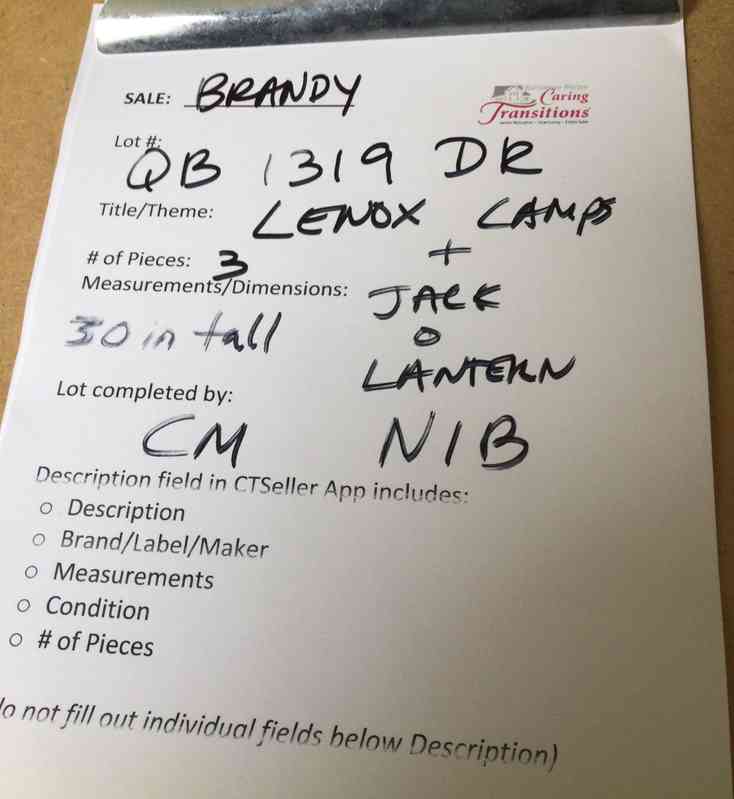 SALE: BRANDY
Caring
Transitions
Lot #:
QB 1319 DR
Title/Theme: LENOX CAMPS
+
# of Pieces: 3
Measurements/Dimensions: JACK
O
30 in tall
LANTERN
Lot completed by:
CM NIB
Description field in CTSeller App includes:
o Description
o Brand/Label/Maker
o Measurements
o Condition
o # of Pieces
o not fill out individual fields below Description)